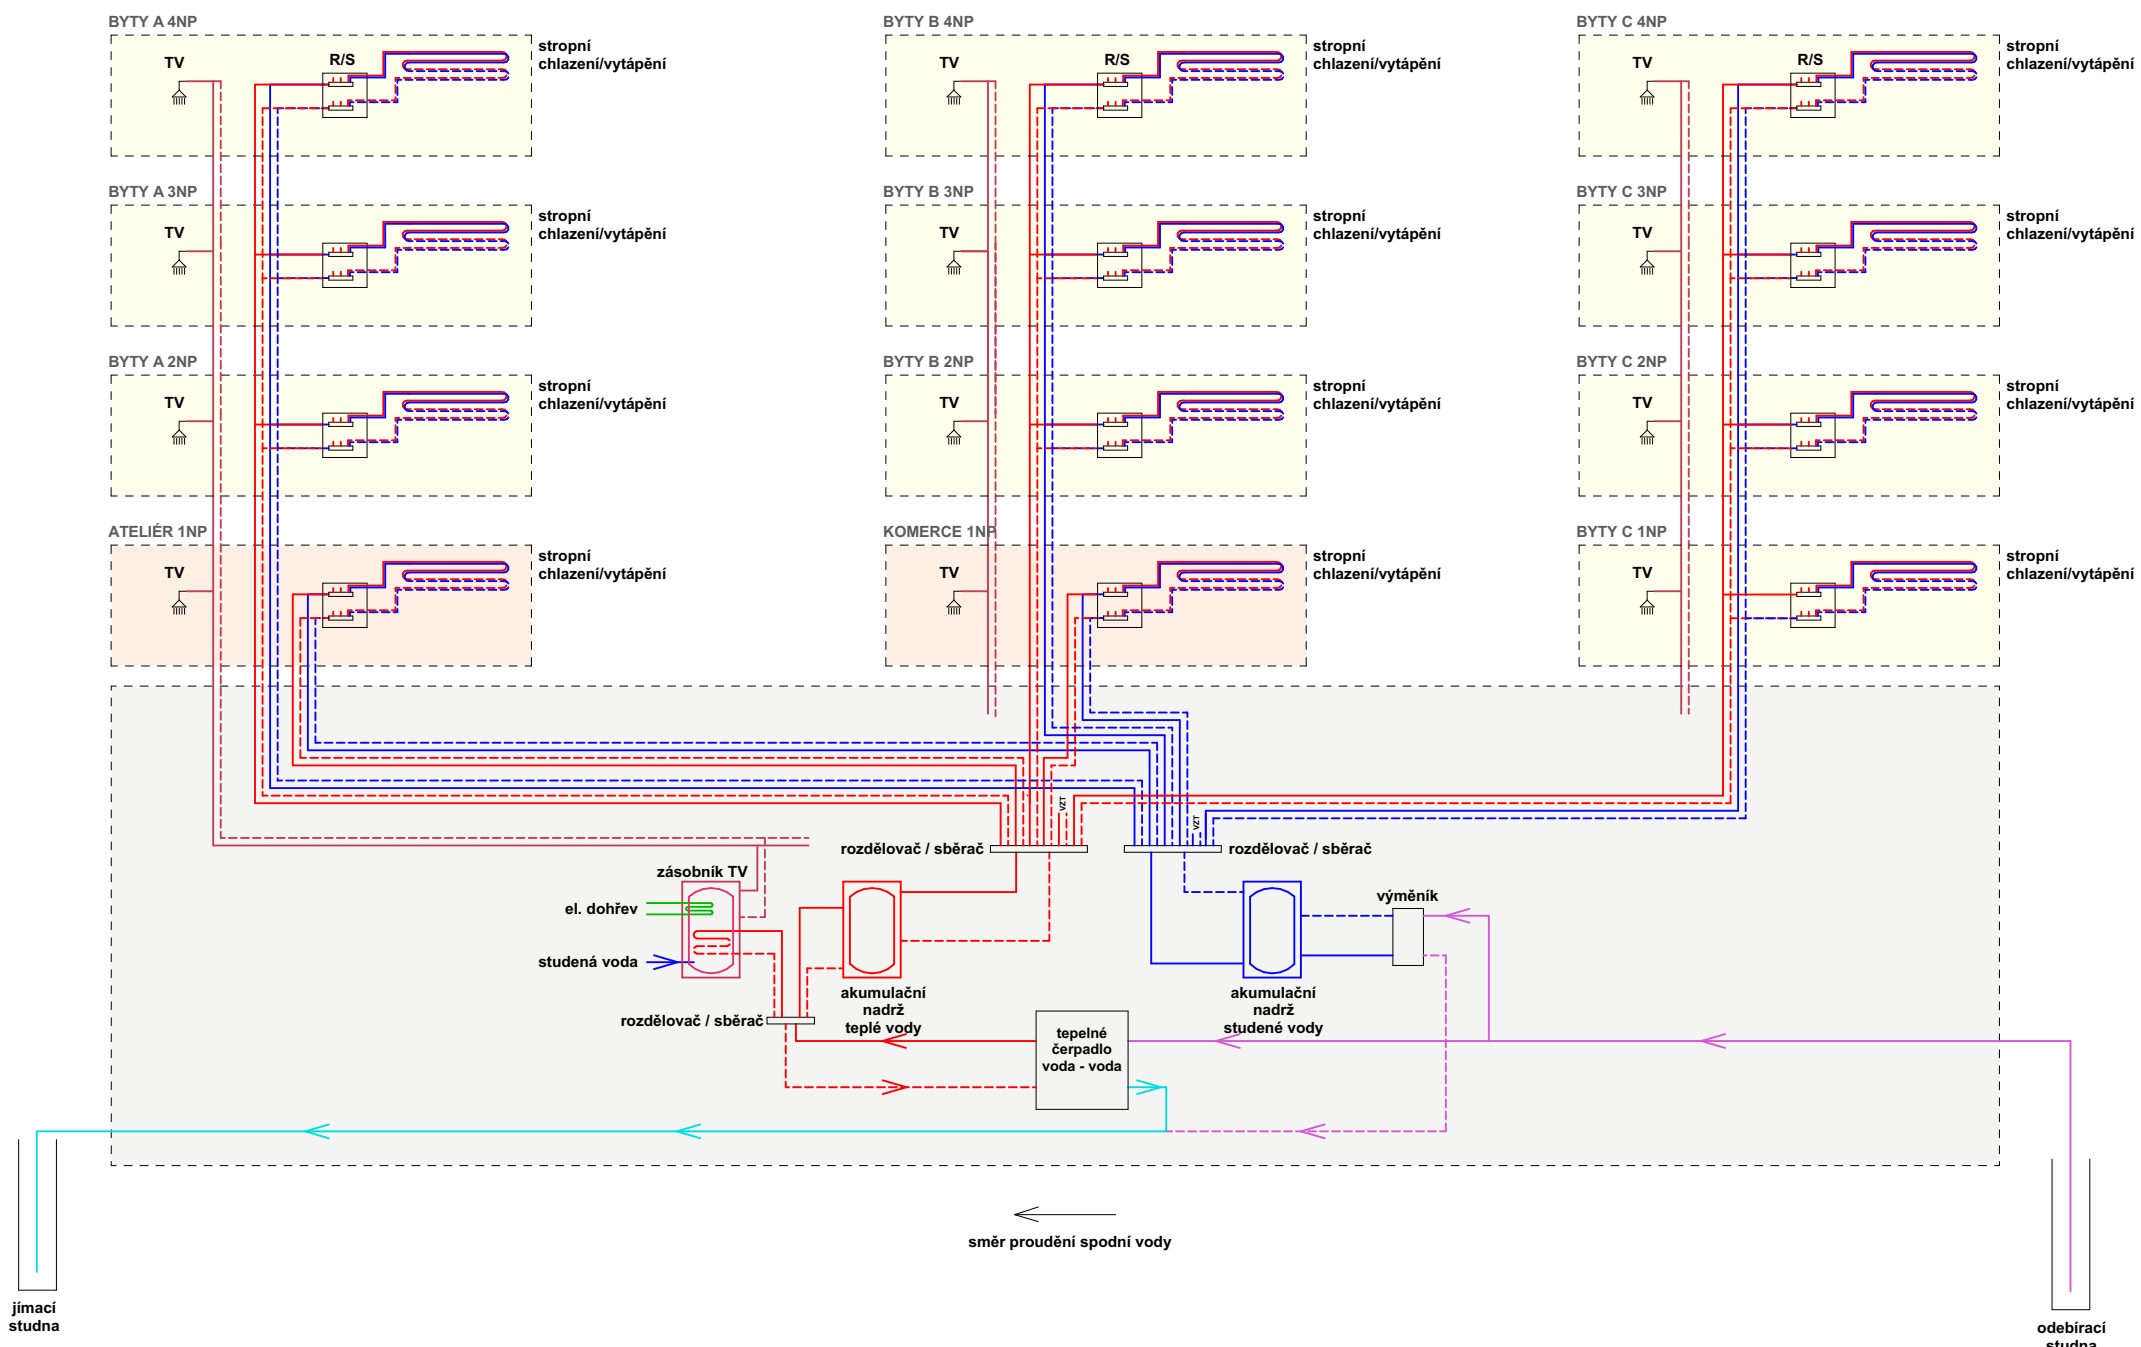 BYTY A 4NP
BYTY B 4NP
BYTY C 4NP
TV
R/S
stropní
chlazení/vytápění
TV
R/S
stropní
chlazení/vytápění
TV
R/S
stropní
chlazení/vytápění
BYTY A 3NP
BYTY B 3NP
BYTY C 3NP
TV
stropní
chlazení/vytápění
TV
stropní
chlazení/vytápění
TV
stropní
chlazení/vytápění
BYTY A 2NP
BYTY B 2NP
BYTY C 2NP
TV
stropní
chlazení/vytápění
TV
stropní
chlazení/vytápění
TV
stropní
chlazení/vytápění
ATELIÉR 1NP
KOMERCE 1NP
BYTY C 1NP
TV
stropní
chlazení/vytápění
TV
stropní
chlazení/vytápění
TV
stropní
chlazení/vytápění
VZT
VZT
rozdělovač / sběrač
rozdělovač / sběrač
zásobník TV
el. dohřev
studená voda
výměník
akumulační
nadrž
teplé vody
akumulační
nadrž
studené vody
rozdělovač / sběrač
tepelné
čerpadlo
voda - voda
směr proudění spodní vody
jímací
studna
odebírací
studna